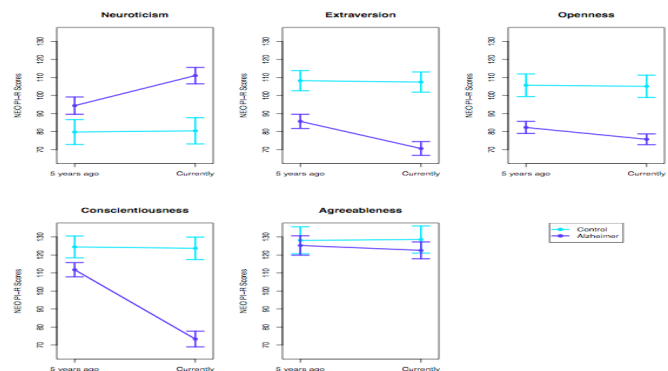 Neuroticism
NEO PI-R Scores
130
120
110
100
90
80
70
5 years ago Currently
Extraversion
NEO PI-R Scores
130
120
110
100
90
80
70
5 years ago Currently
Openness
NEO PI-R Scores
130
120
110
100
90
80
70
5 years ago Currently
Conscientiousness
NEO PI-R Scores
130
120
110
100
90
80
70
5 years ago Currently
Agreeableness
NEO PI-R Scores
130
120
110
100
90
80
70
5 years ago Currently
Control
Alzheimer